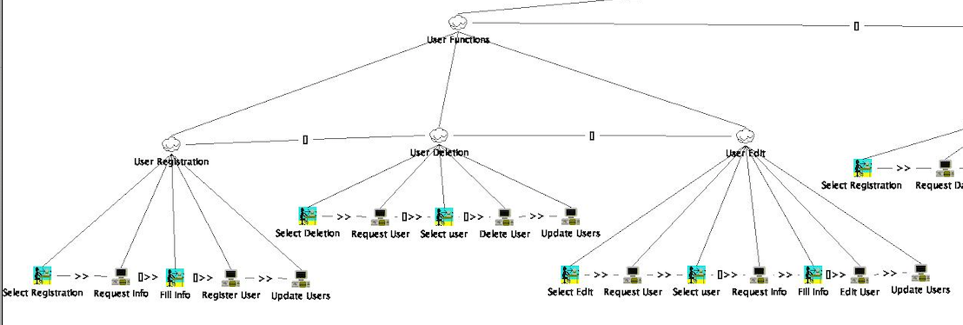 []
User Functions
User Registration
[]
User Deletion
[]
User Edit
Select Registration
>>
Request Da
Select Deletion
>>
Request User
[]>>
Select user
[]>>
Delete User
>>
Update Users
Select Registration
>>
Request Info
[]>>
Fill Info
[]>>
Register User
>>
Update Users
Select Edit
>>
Request User
[]>>
Select user
>>
Request Info
[]>>
Fill Info
[]>>
Edit User
>>
Update Users